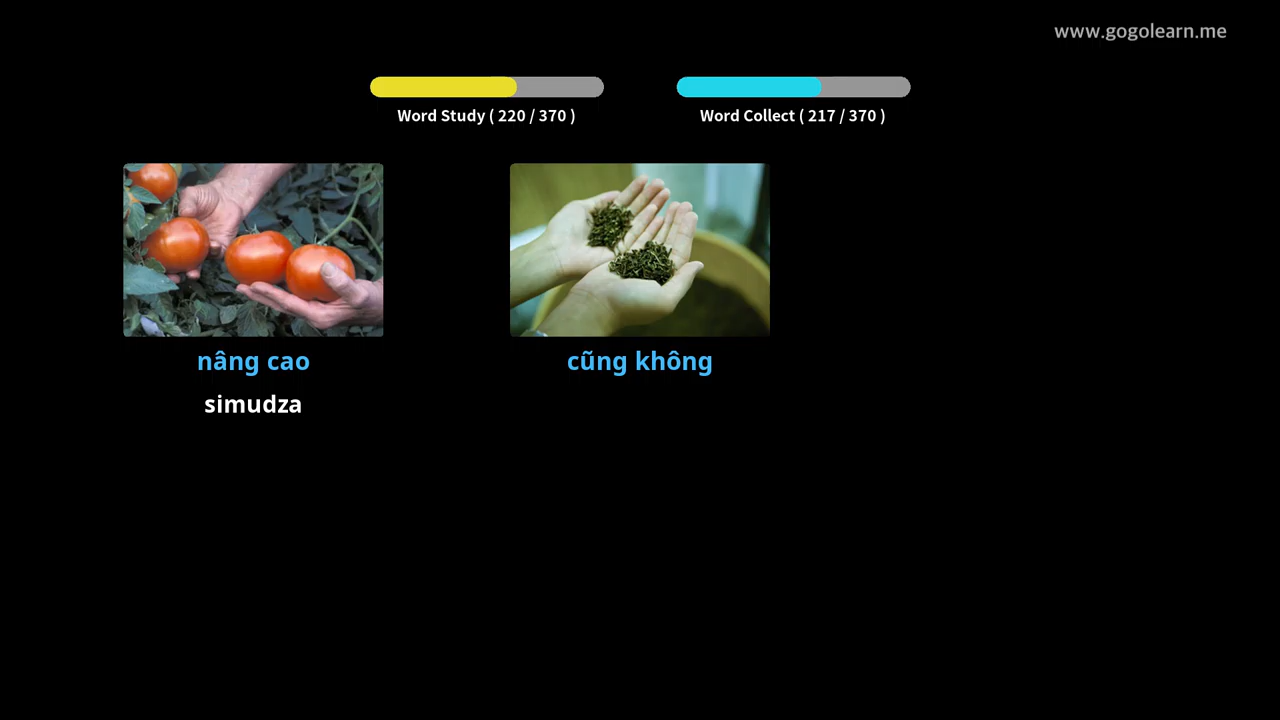 www.gogolearn.me
Word Study ( 220 / 370 )
Word Collect ( 217 / 370 )
nâng cao
cũng không
simudza